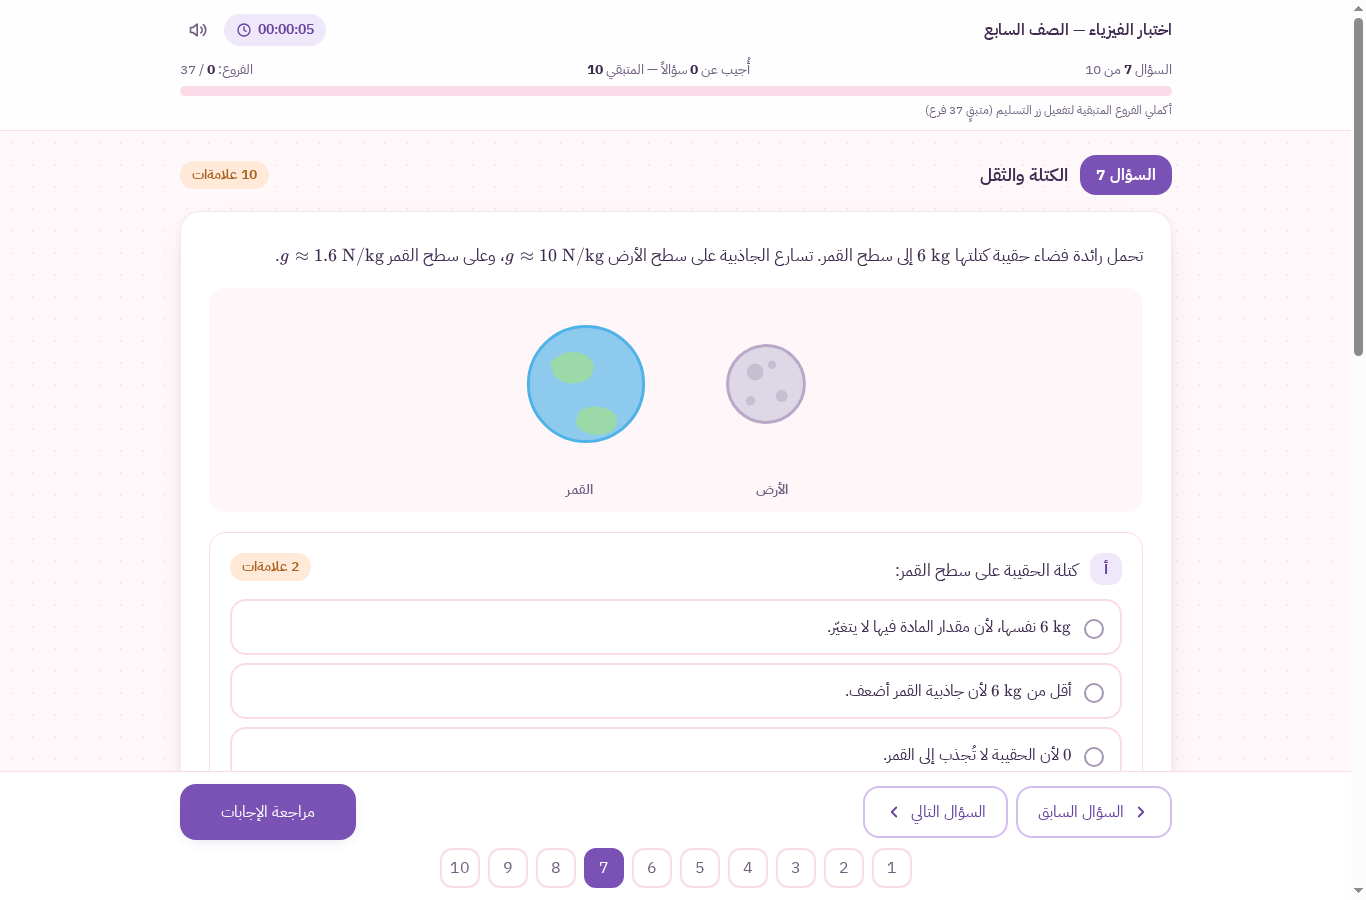 اختبار الفيزياء — الصف السابع
00:00:05
السؤال 7 من 10
أُجيب عن 0 سؤالاً — المتبقي 10
الفروع: 0 / 37
أكملي الفروع المتبقية لتفعيل زر التسليم (متبقٍ 37 فرع)
السؤال 7
الكتلة والثقل
10 علامaات
تحمل رائدة فضاء حقيبة كتلتها 6 kg إلى سطح القمر. تسارع الجاذبية على سطح الأرض g ≈ 10 N/kg، وعلى سطح القمر g ≈ 1.6 N/kg.
الأرض
القمر
أ
كتلة الحقيبة على سطح القمر:
2 علامaات
6 kg نفسها، لأن مقدار المادة فيها لا يتغيّر.
أقل من 6 kg لأن جاذبية القمر أضعف.
0 لأن الحقيبة لا تُجذب إلى القمر.
السؤال السابق
السؤال التالي
مراجعة الإجابات
1
2
3
4
5
6
7
8
9
10